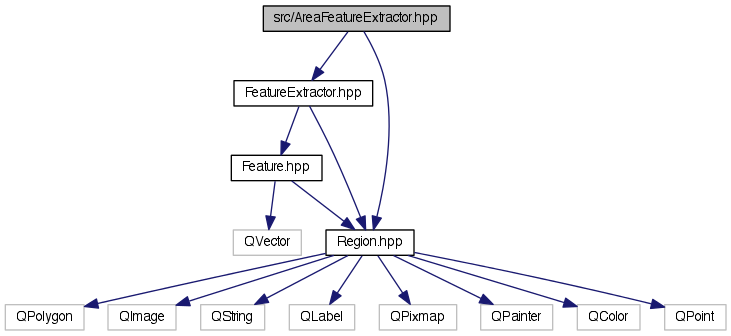 src/AreaFeatureExtractor.hpp
FeatureExtractor.hpp
Feature.hpp
QVector
Region.hpp
QPolygon
QImage
QString
QLabel
QPixmap
QPainter
QColor
QPoint